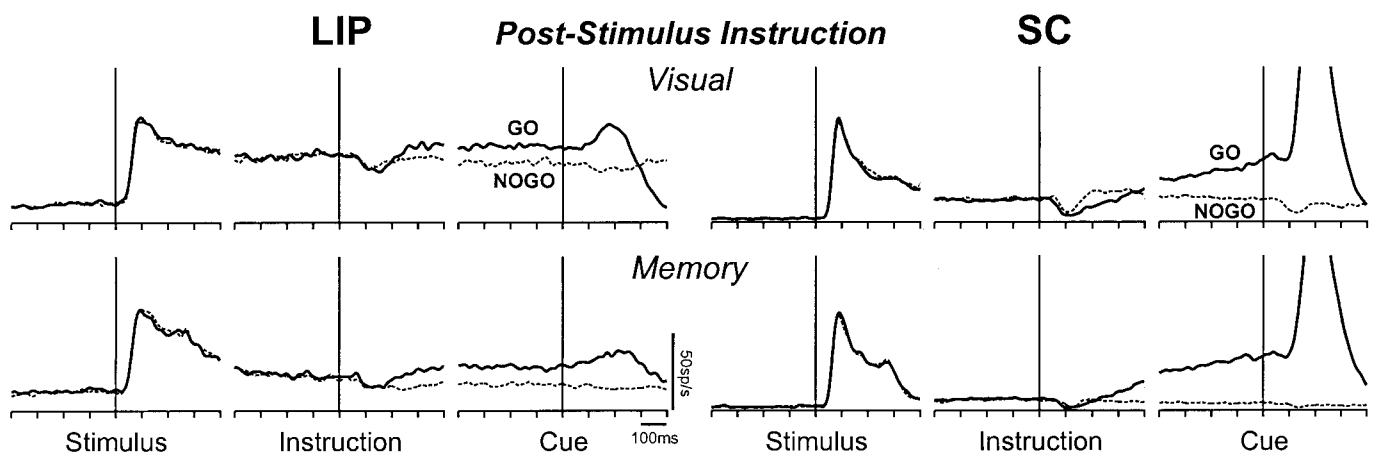 LIP Post-Stimulus Instruction SC
Visual
GO
NOGO
GO
NOGO
Memory
50sp/s
100ms
Stimulus Instruction Cue Stimulus Instruction Cue